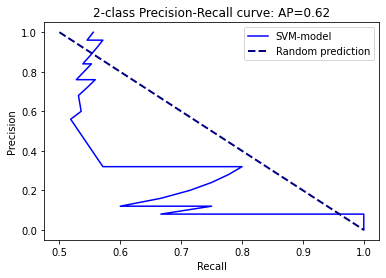 2-class Precision-Recall curve: AP=0.62
SVM-model
Random prediction
1.0
0.8
0.6
0.4
0.2
0.0
Precision
0.5 0.6 0.7 0.8 0.9 1.0
Recall